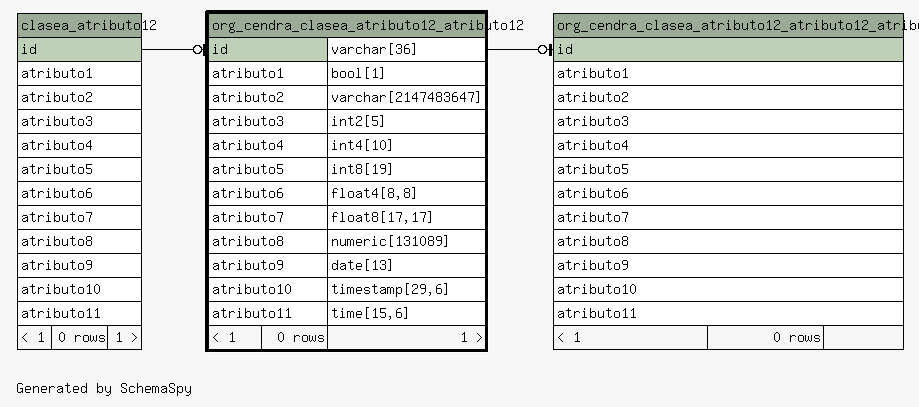 clasea_atributo12
id
atributo1
atributo2
atributo3
atributo4
atributo5
atributo6
atributo7
atributo8
atributo9
atributo10
atributo11
< 1 0 rows 1 >
org_cendra_clasea_atributo12_atributo12
id varchar[36]
atributo1 bool[1]
atributo2 varchar[2147483647]
atributo3 int2[5]
atributo4 int4[10]
atributo5 int8[19]
atributo6 float4[8,8]
atributo7 float8[17,17]
atributo8 numeric[131089]
atributo9 date[13]
atributo10 timestamp[29,6]
atributo11 time[15,6]
< 1 0 rows 1 >
org_cendra_clasea_atributo12_atributo12_atrib
id
atributo1
atributo2
atributo3
atributo4
atributo5
atributo6
atributo7
atributo8
atributo9
atributo10
atributo11
< 1 0 rows
Generated by SchemaSpy